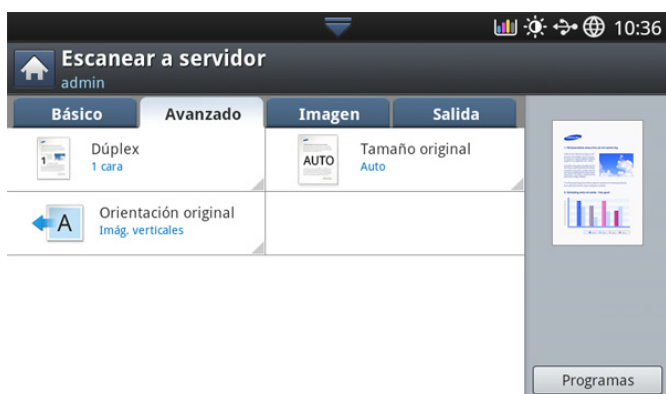 10:36
Escanear a servidor
admin
Básico
Avanzado
Imagen
Salida
Dúplex
1 cara
AUTO
Tamaño original
Auto
A
Orientación original
Imág. verticales
Programas